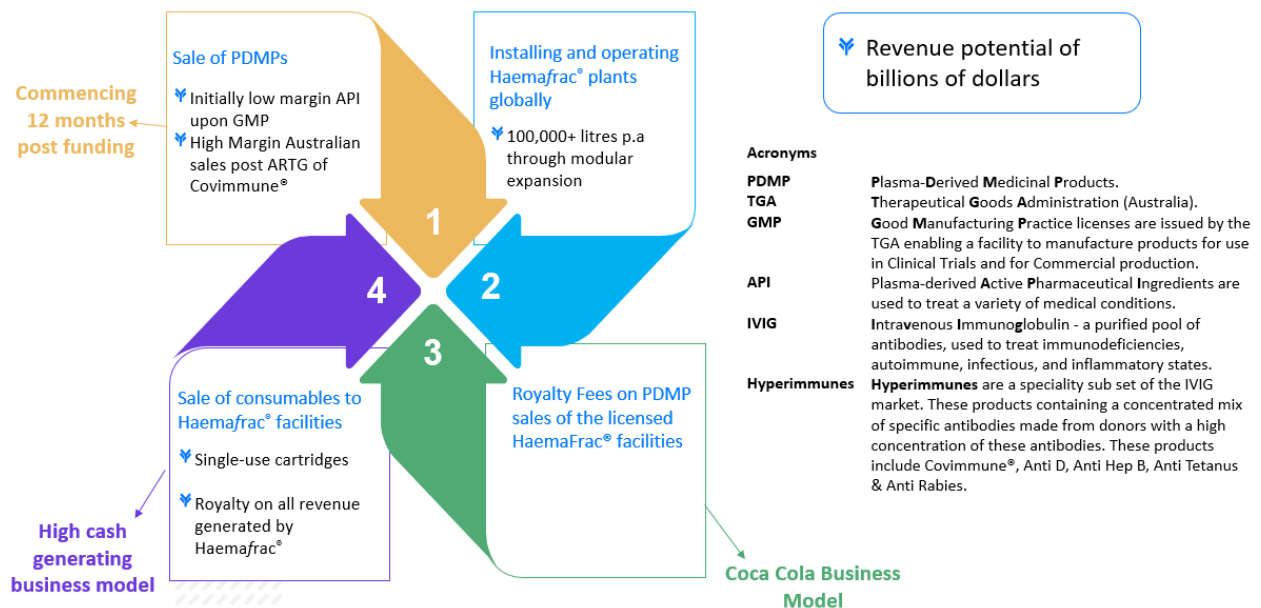 Commencing
12 months
post funding
Sale of PDMPs
Initially low margin API
upon GMP
High Margin Australian
sales post ARTG of
Covimmune®
1
Installing and operating
Haemafrac® plants
globally
100,000+ litres p.a
through modular
expansion
2
4
3
Sale of consumables to
Haemafrac® facilities
Single-use cartridges
Royalty on all revenue
generated by
Haemafrac®
High cash
generating
business model
Royalty Fees on PDMP
sales of the licensed
HaemaFrac® facilities
Coca Cola Business
Model
Revenue potential of
billions of dollars
Acronyms
PDMP Plasma-Derived Medicinal Products.
TGA Therapeutical Goods Administration (Australia).
GMP Good Manufacturing Practice licenses are issued by the
TGA enabling a facility to manufacture products for use
in Clinical Trials and for Commercial production.
API Plasma-derived Active Pharmaceutical Ingredients are
used to treat a variety of medical conditions.
IVIG Intravenous Immunoglobulin - a purified pool of
antibodies, used to treat immunodeficiencies,
autoimmune, infectious, and inflammatory states.
Hyperimmunes Hyperimmunes are a speciality sub set of the IVIG
market. These products containing a concentrated mix
of specific antibodies made from donors with a high
concentration of these antibodies. These products
include Covimmune®, Anti D, Anti Hep B, Anti Tetanus
& Anti Rabies.